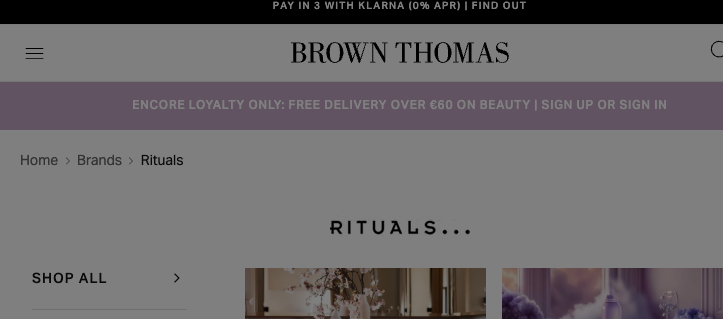 PAY IN 3 WITH KLARNA (0% APR) | FIND OUT
BROWN THOMAS
ENCORE LOYALTY ONLY: FREE DELIVERY OVER €60 ON BEAUTY | SIGN UP OR SIGN IN
Home > Brands > Rituals
RITUALS...
SHOP ALL >